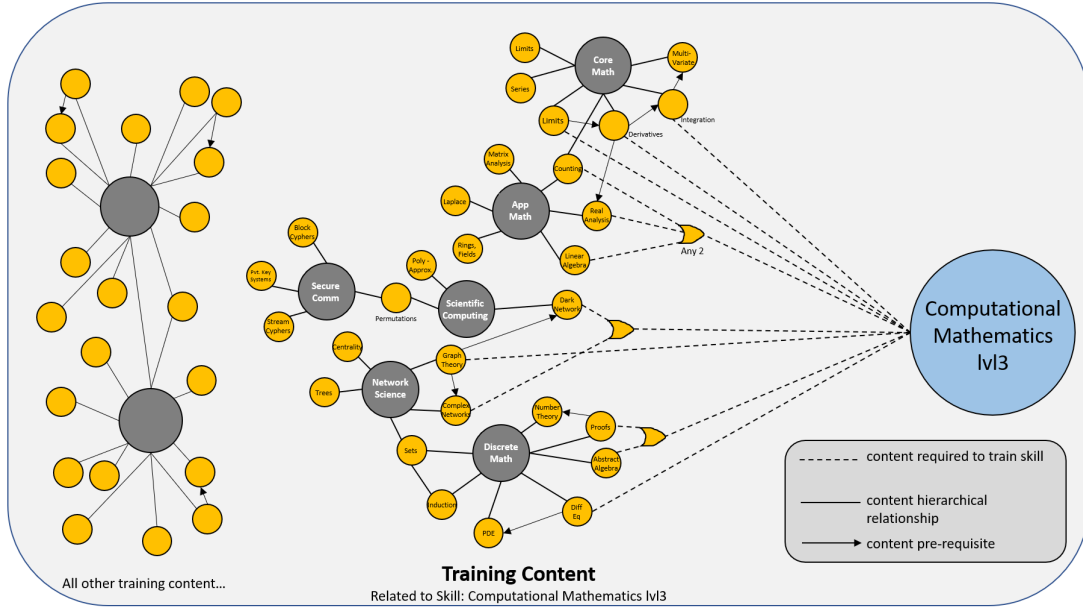 Limits
Core
Math
Multi-
Variate
Series
Limits
Derivatives
Integration
Matrix
Analysis
Counting
Laplace
App
Math
Real
Analysis
Rings,
Fields
Linear
Algebra
Any 2
Block
Cyphers
Pvt. Key
Systems
Secure
Comm
Stream
Cyphers
Permutations
Poly -
Approx.
Scientific
Computing
Dark
Network
Centrality
Graph
Theory
Network
Science
Trees
Complex
Networks
Number
Theory
Proofs
Sets
Discrete
Math
Abstract
Algebra
Induction
Diff
Eq
PDE
Computational
Mathematics
lvl3
content required to train skill
content hierarchical
relationship
content pre-requisite
All other training content…
Training Content
Related to Skill: Computational Mathematics lvl3